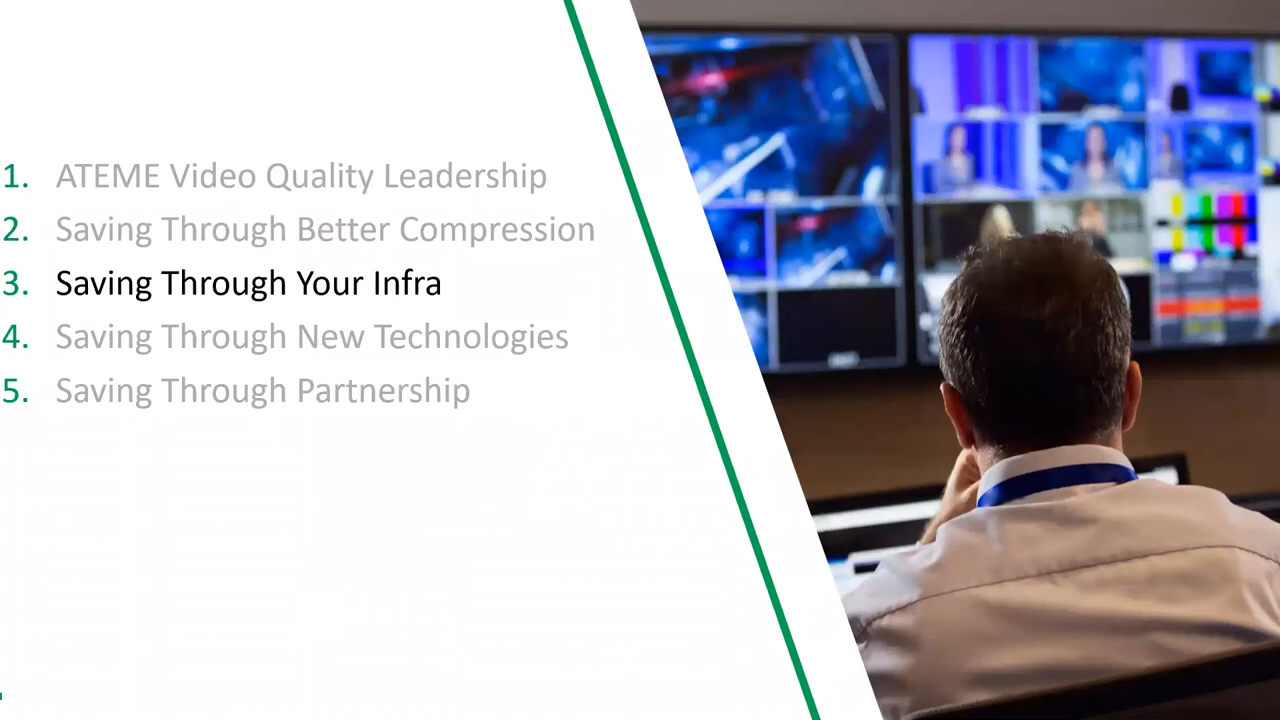 1. ATEME Video Quality Leadership
2. Saving Through Better Compression
3. Saving Through Your Infra
4. Saving Through New Technologies
5. Saving Through Partnership